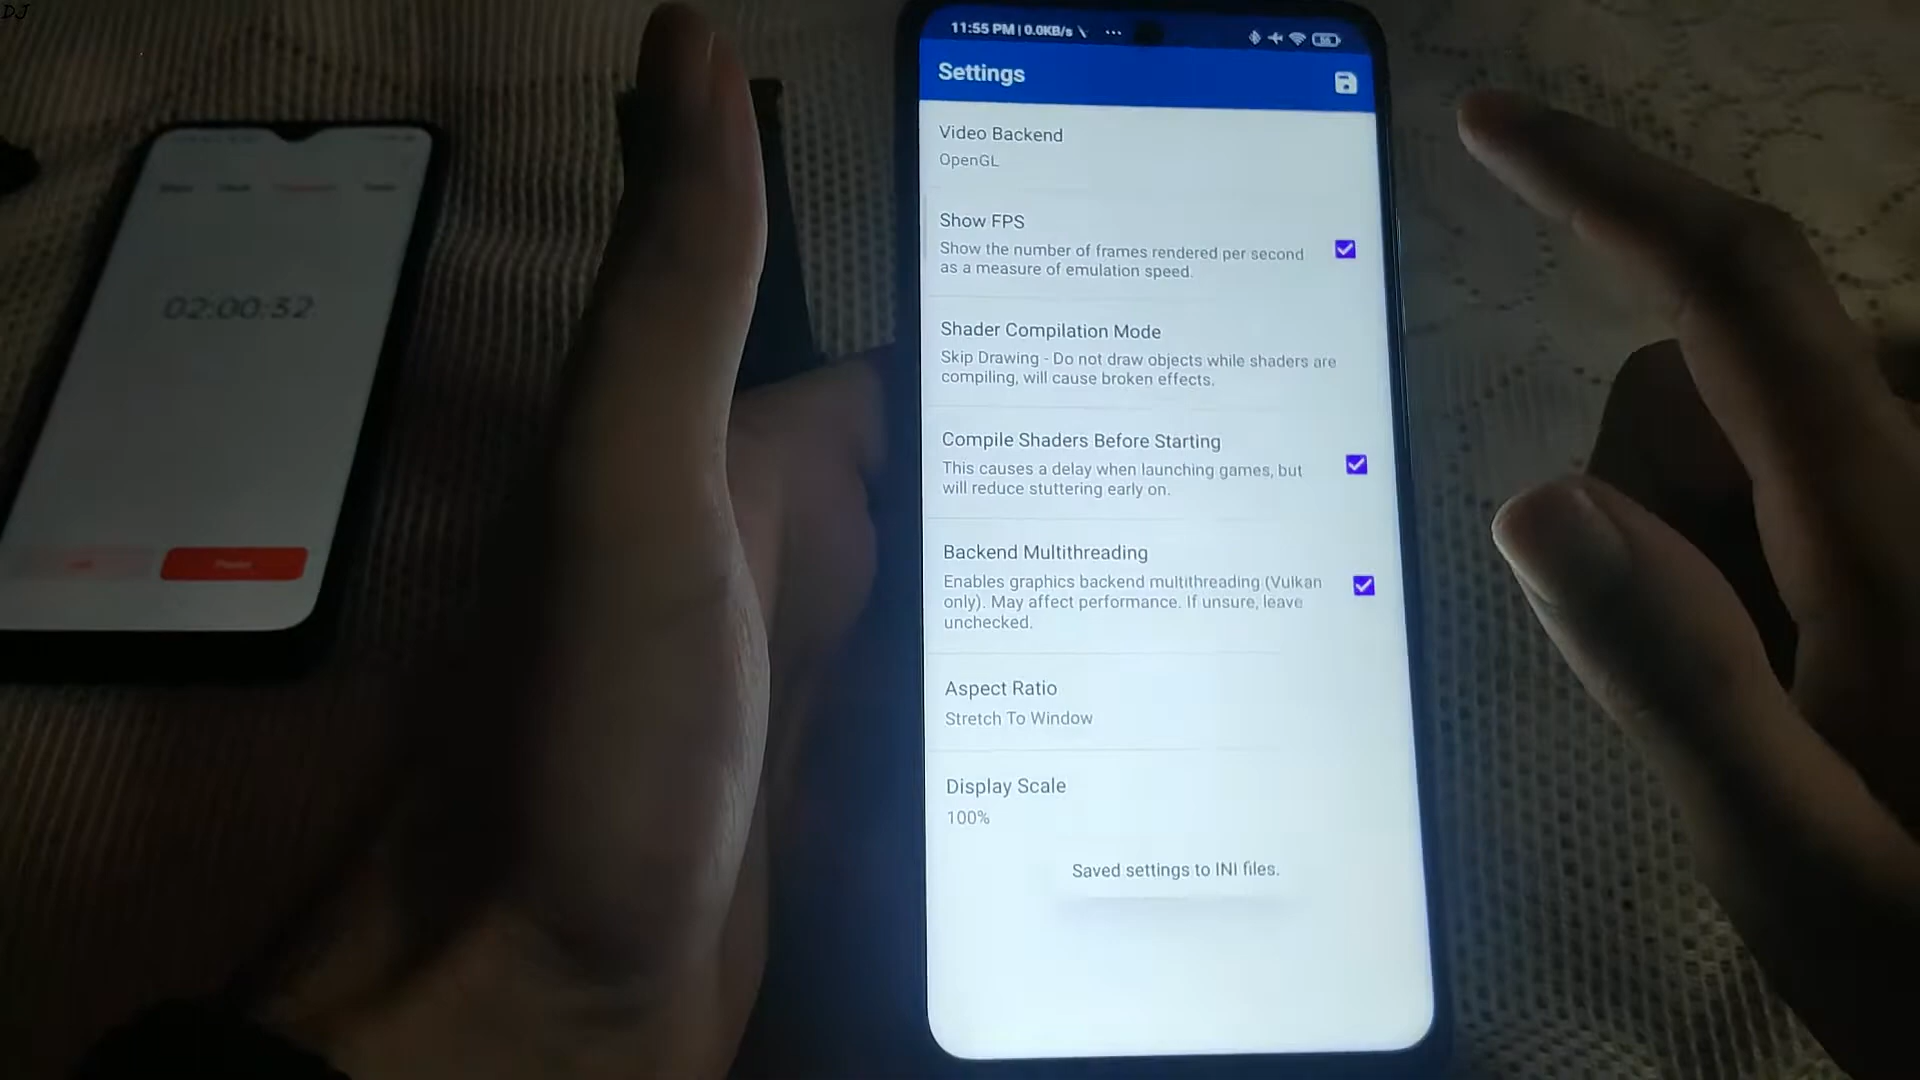 DJ
11:55 PM | 0.0KB/s ...
Settings
Video Backend
OpenGL
Show FPS
Show the number of frames rendered per second
as a measure of emulation speed.
Shader Compilation Mode
Skip Drawing - Do not draw objects while shaders are
compiling, will cause broken effects.
Compile Shaders Before Starting
This causes a delay when launching games, but
will reduce stuttering early on.
Backend Multithreading
Enables graphics backend multithreading (Vulkan
only). May affect performance. If unsure, leave
unchecked.
Aspect Ratio
Stretch To Window
Display Scale
100%
Saved settings to INI files.
02:00:52